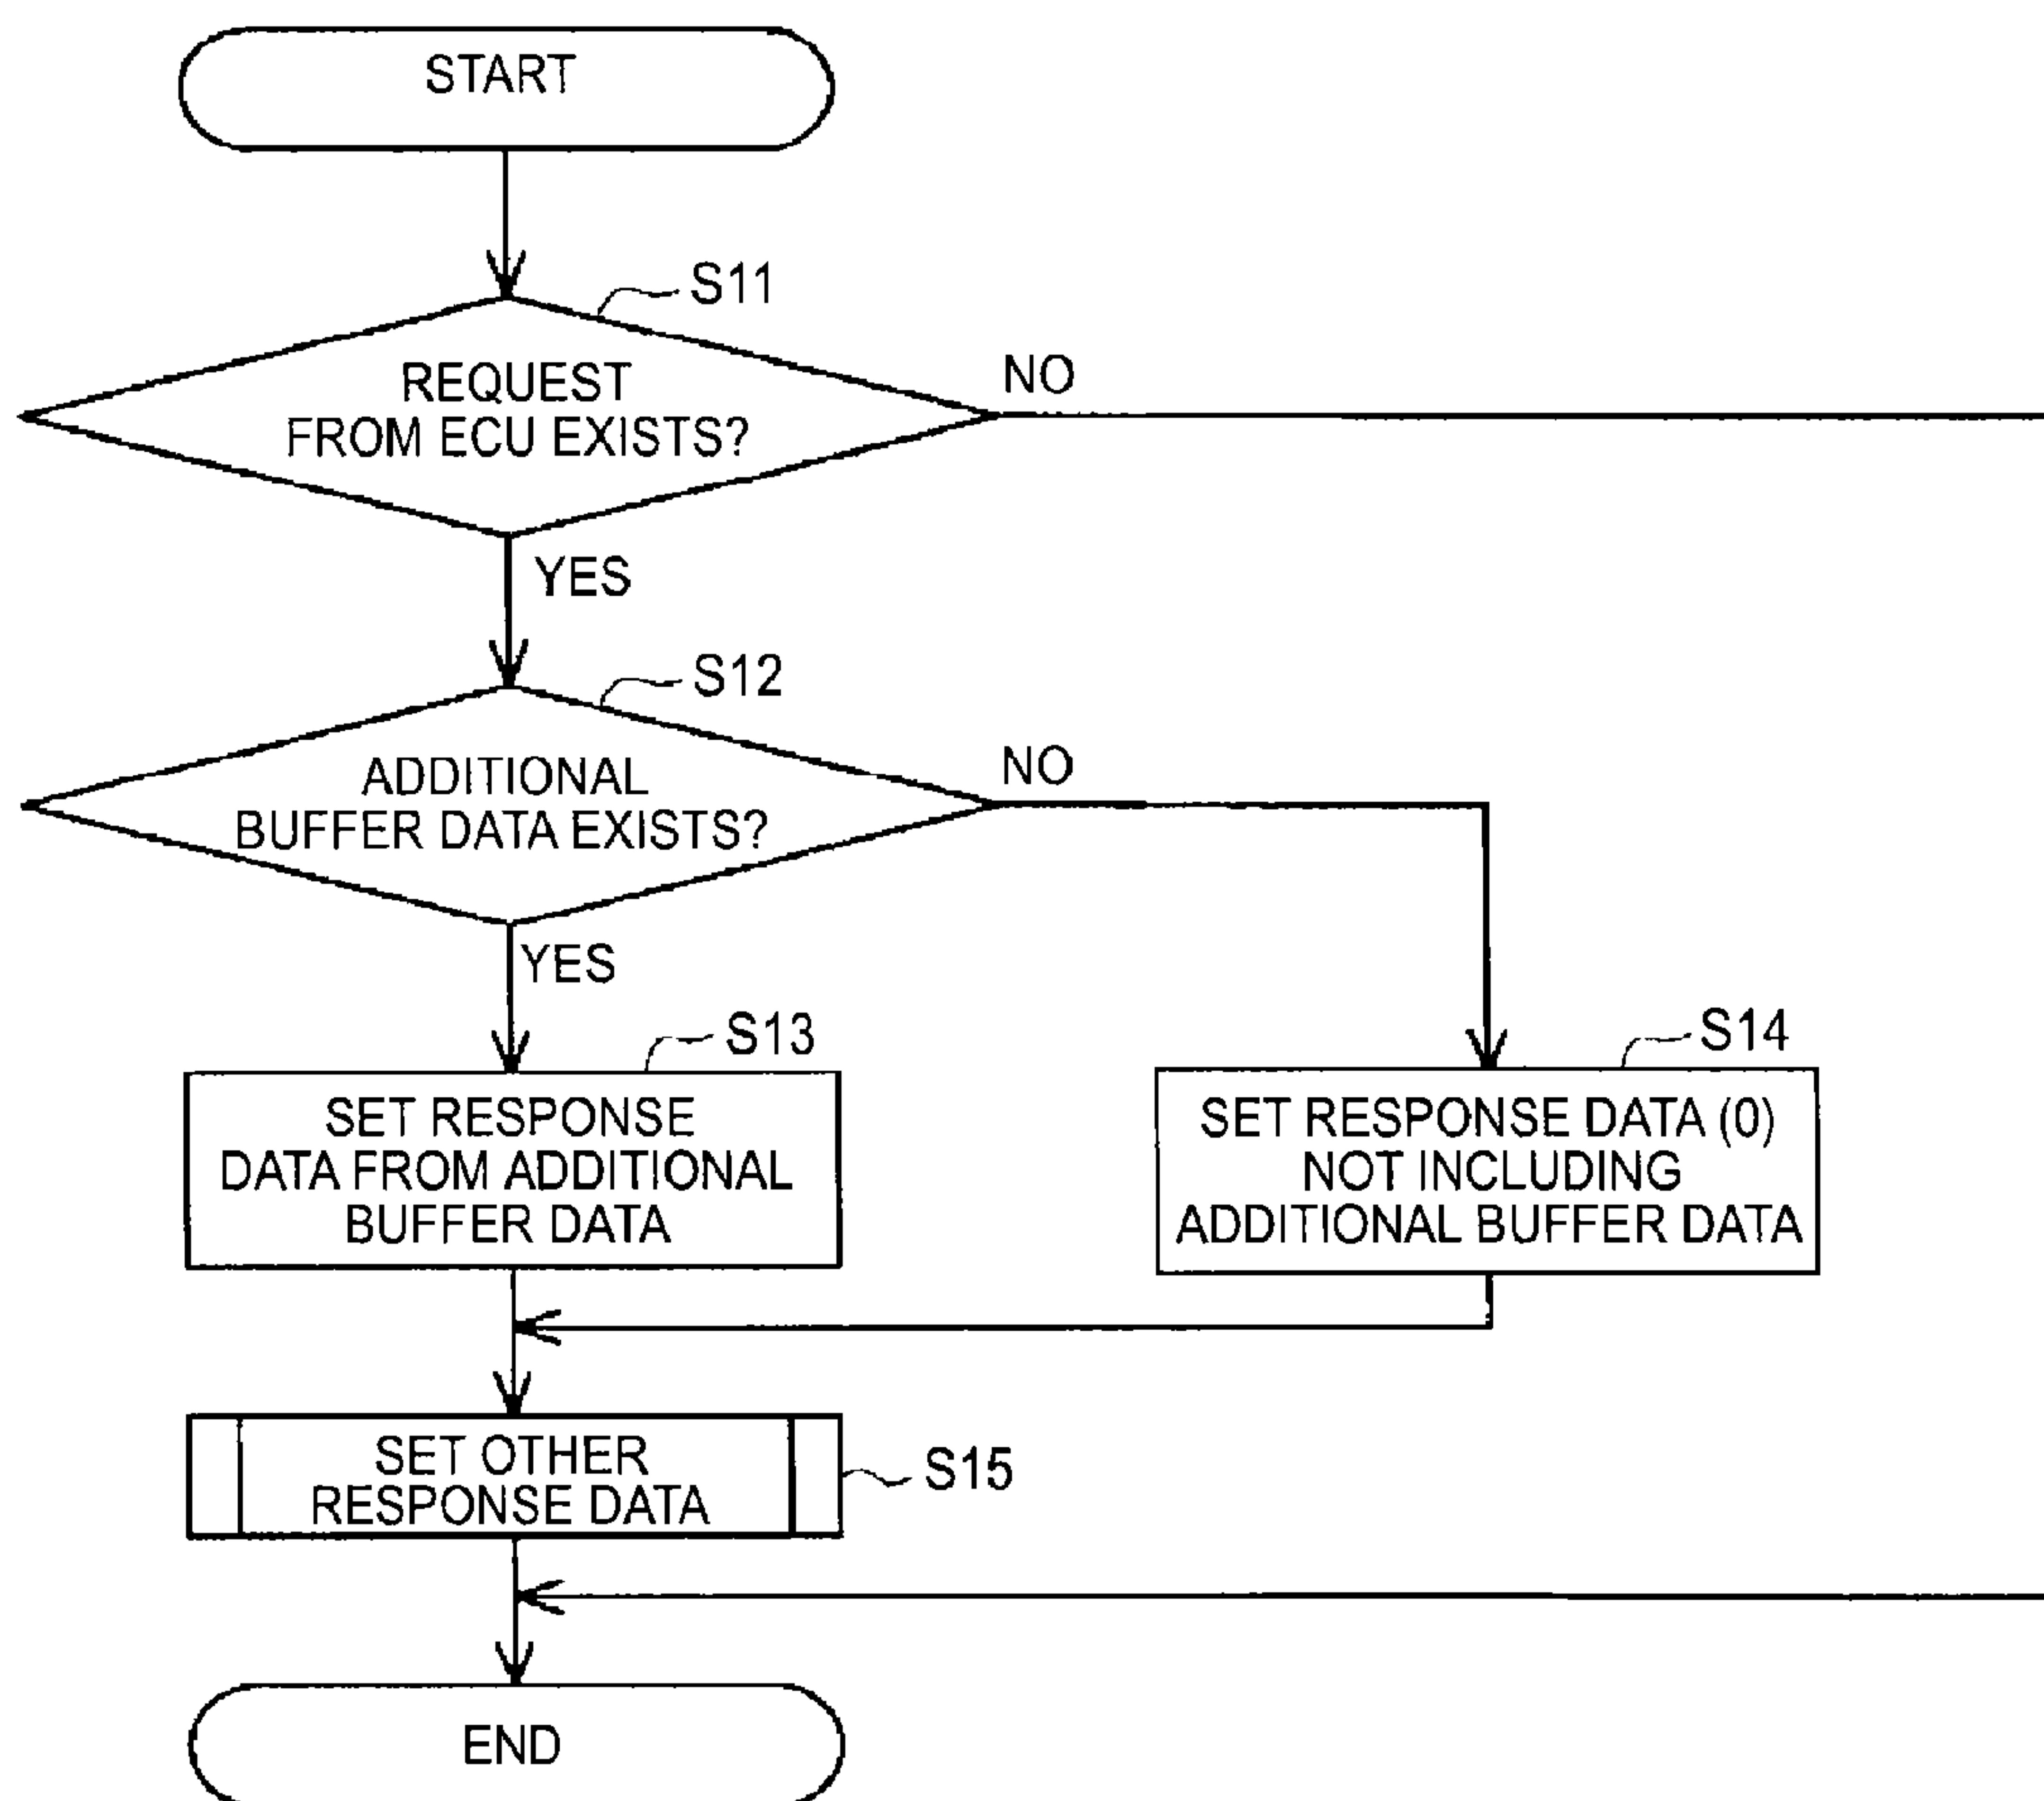 START
S11
REQUEST
FROM ECU EXISTS?
NO
YES
S12
ADDITIONAL
BUFFER DATA EXISTS?
NO
YES
S13
SET RESPONSE
DATA FROM ADDITIONAL
BUFFER DATA
S14
SET RESPONSE DATA (0)
NOT INCLUDING
ADDITIONAL BUFFER DATA
SET OTHER
RESPONSE DATA
S15
END